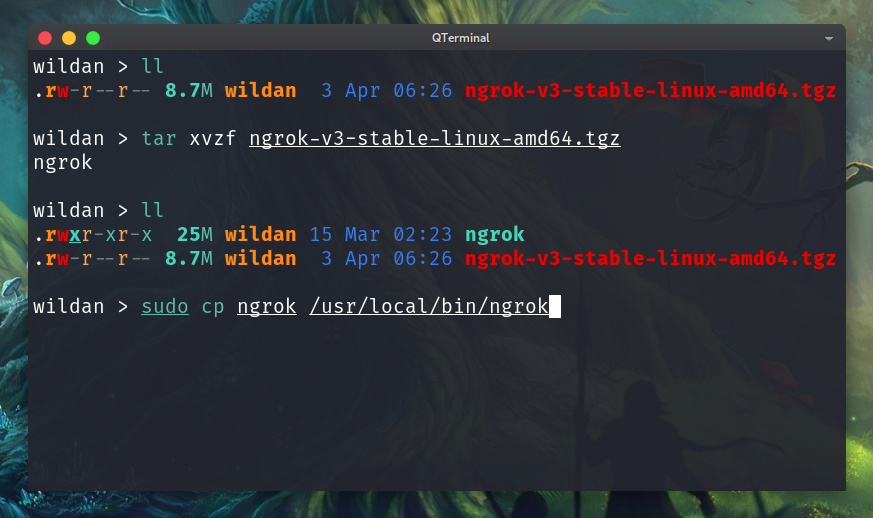 QTerminal
wildan > ll
.rw-r--r-- 8.7M wildan  3 Apr 06:26 ngrok-v3-stable-linux-amd64.tgz
wildan > tar xvzf ngrok-v3-stable-linux-amd64.tgz
ngrok
wildan > ll
.rwxr-xr-x  25M wildan 15 Mar 02:23 ngrok
.rw-r--r-- 8.7M wildan  3 Apr 06:26 ngrok-v3-stable-linux-amd64.tgz
wildan > sudo cp ngrok /usr/local/bin/ngrok